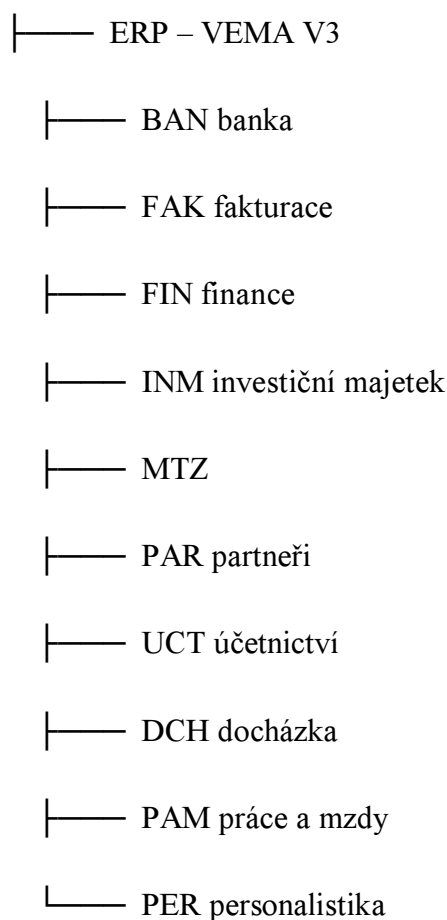 ERP – VEMA V3
BAN banka
FAK fakturace
FIN finance
INM investiční majetek
MTZ
PAR partneři
UCT účetnictví
DCH docházka
PAM práce a mzdy
PER personalistika